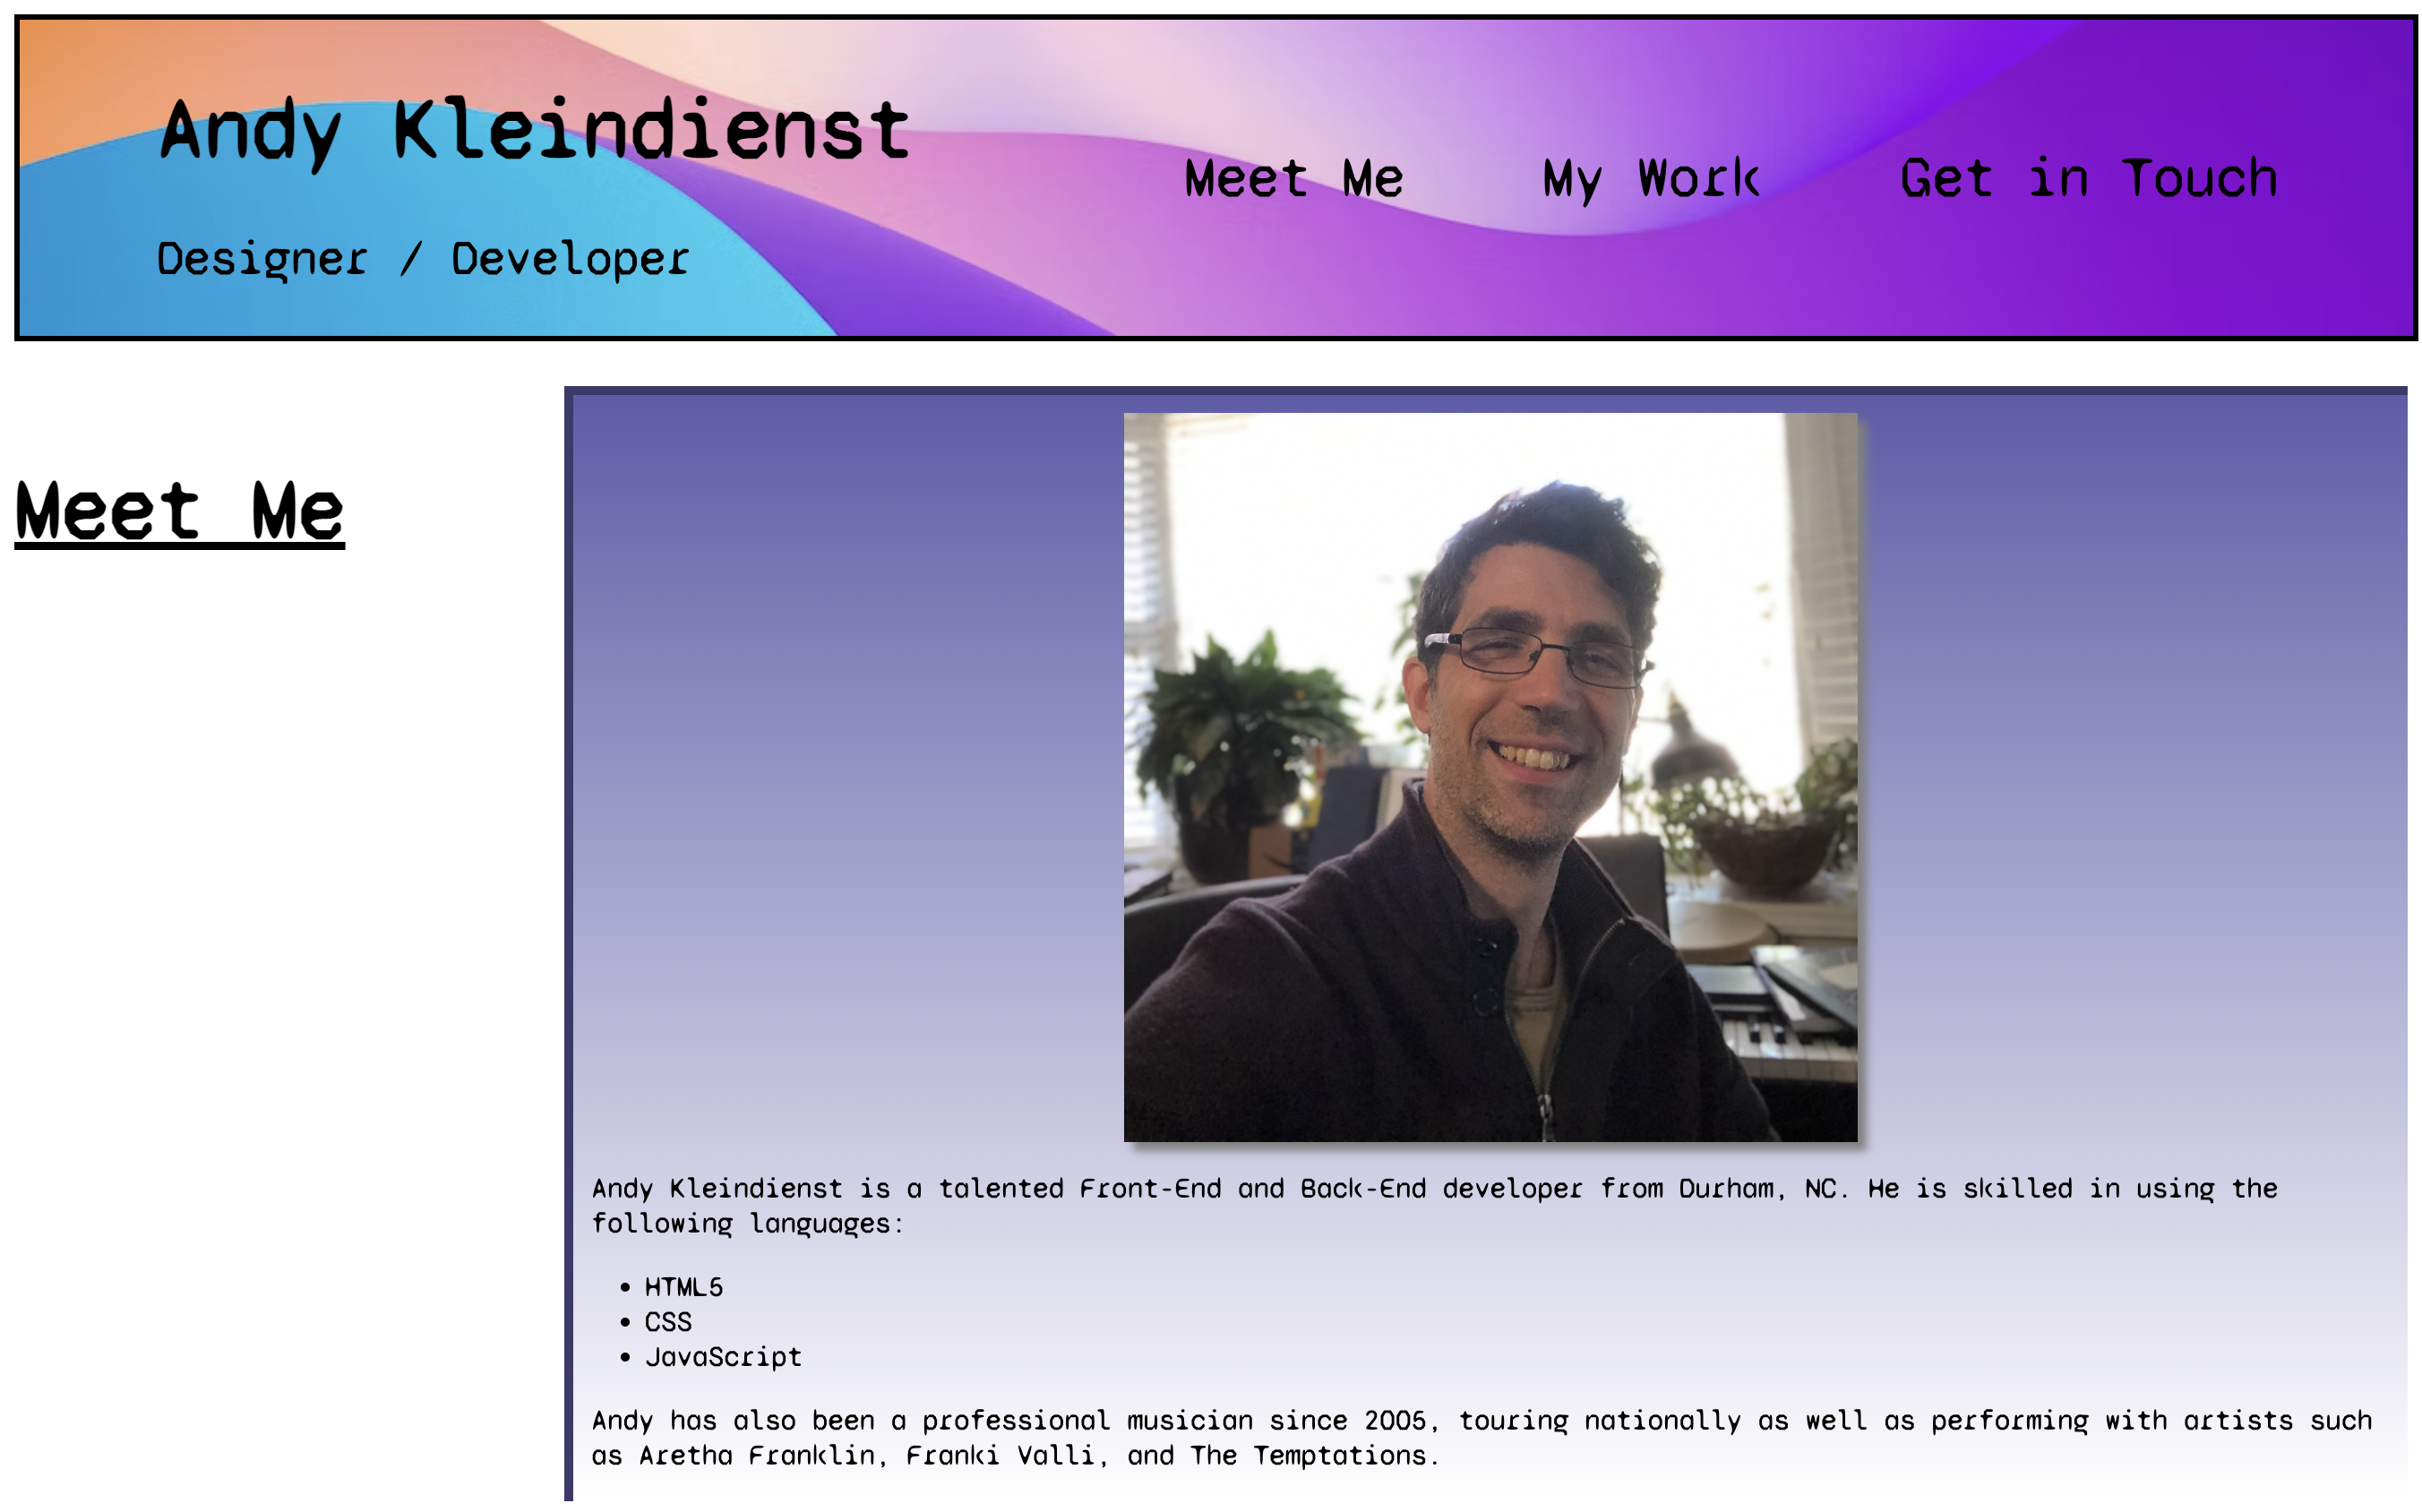 Andy Kleindienst
Designer / Developer
Meet Me
My Work
Get in Touch
Meet Me
Andy Kleindienst is a talented Front-End and Back-End developer from Durham, NC. He is skilled in using the
following languages:
• HTML5
• CSS
• JavaScript
Andy has also been a professional musician since 2005, touring nationally as well as performing with artists such
as Aretha Franklin, Franki Valli, and The Temptations.